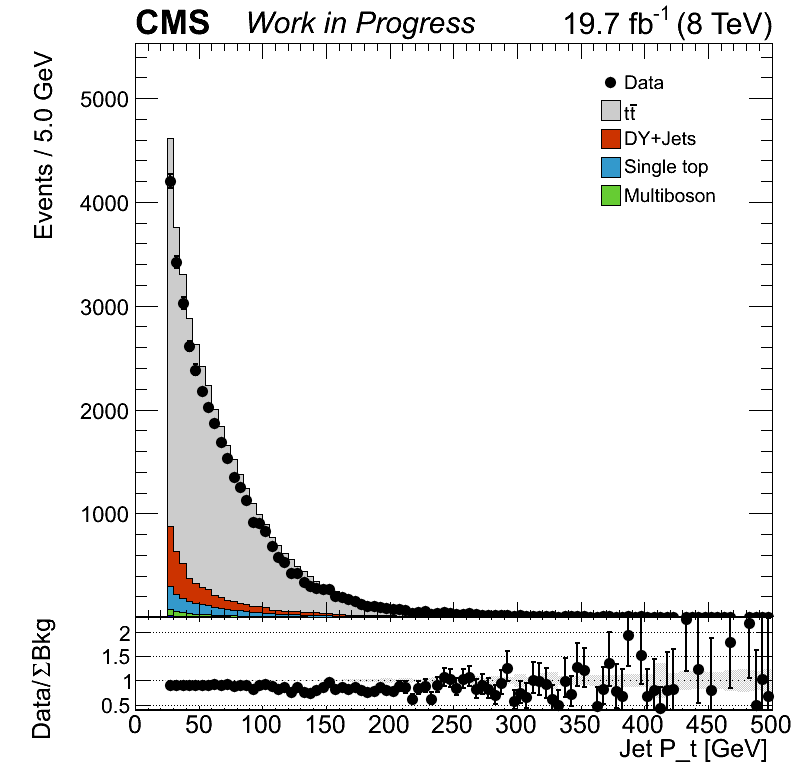 CMS Work in Progress 19.7 fb⁻¹ (8 TeV)
Events / 5.0 GeV
5000
4000
3000
2000
1000
Data
tt̄
DY+Jets
Single top
Multiboson
Data/ ΣBkg
2
1.5
1
0.5
0 50 100 150 200 250 300 350 400 450 500
Jet P_t [GeV]